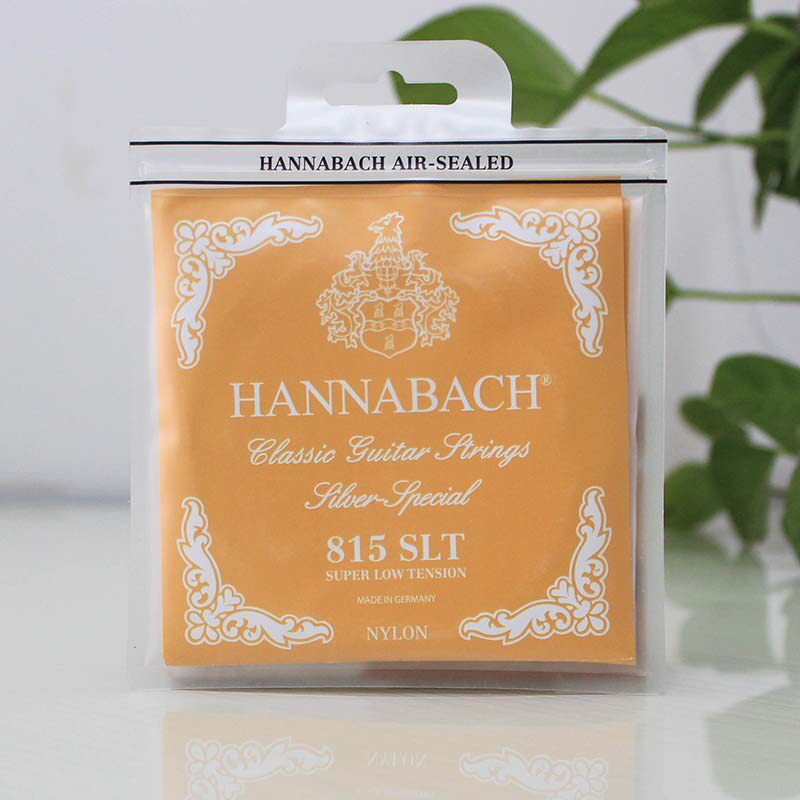 HANNABACH AIR-SEALED
HANNABACH®
Classic Guitar Strings
Silver-Special
815 SLT
SUPER LOW TENSION
MADE IN GERMANY
NYLON